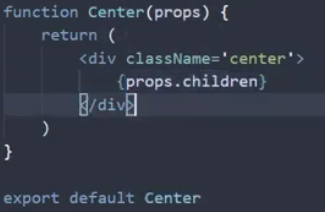 function Center(props) {
    return (
        <div className='center'>
            {props.children}
        </div>
    )
}
export default Center